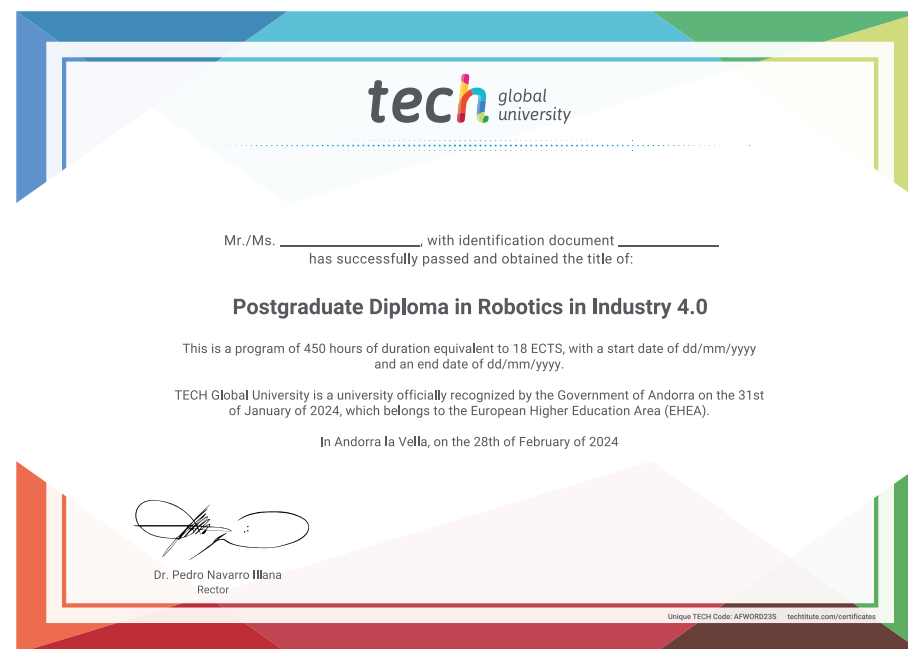 tech global university
Mr./Ms. ____________, with identification document ____________
has successfully passed and obtained the title of:
Postgraduate Diploma in Robotics in Industry 4.0
This is a program of 450 hours of duration equivalent to 18 ECTS, with a start date of dd/mm/yyyy
and an end date of dd/mm/yyyy.
TECH Global University is a university officially recognized by the Government of Andorra on the 31st
of January of 2024, which belongs to the European Higher Education Area (EHEA).
In Andorra la Vella, on the 28th of February of 2024
Dr. Pedro Navarro Illana
Rector
Unique TECH Code: AFWORD23S techtitute.com/certificates